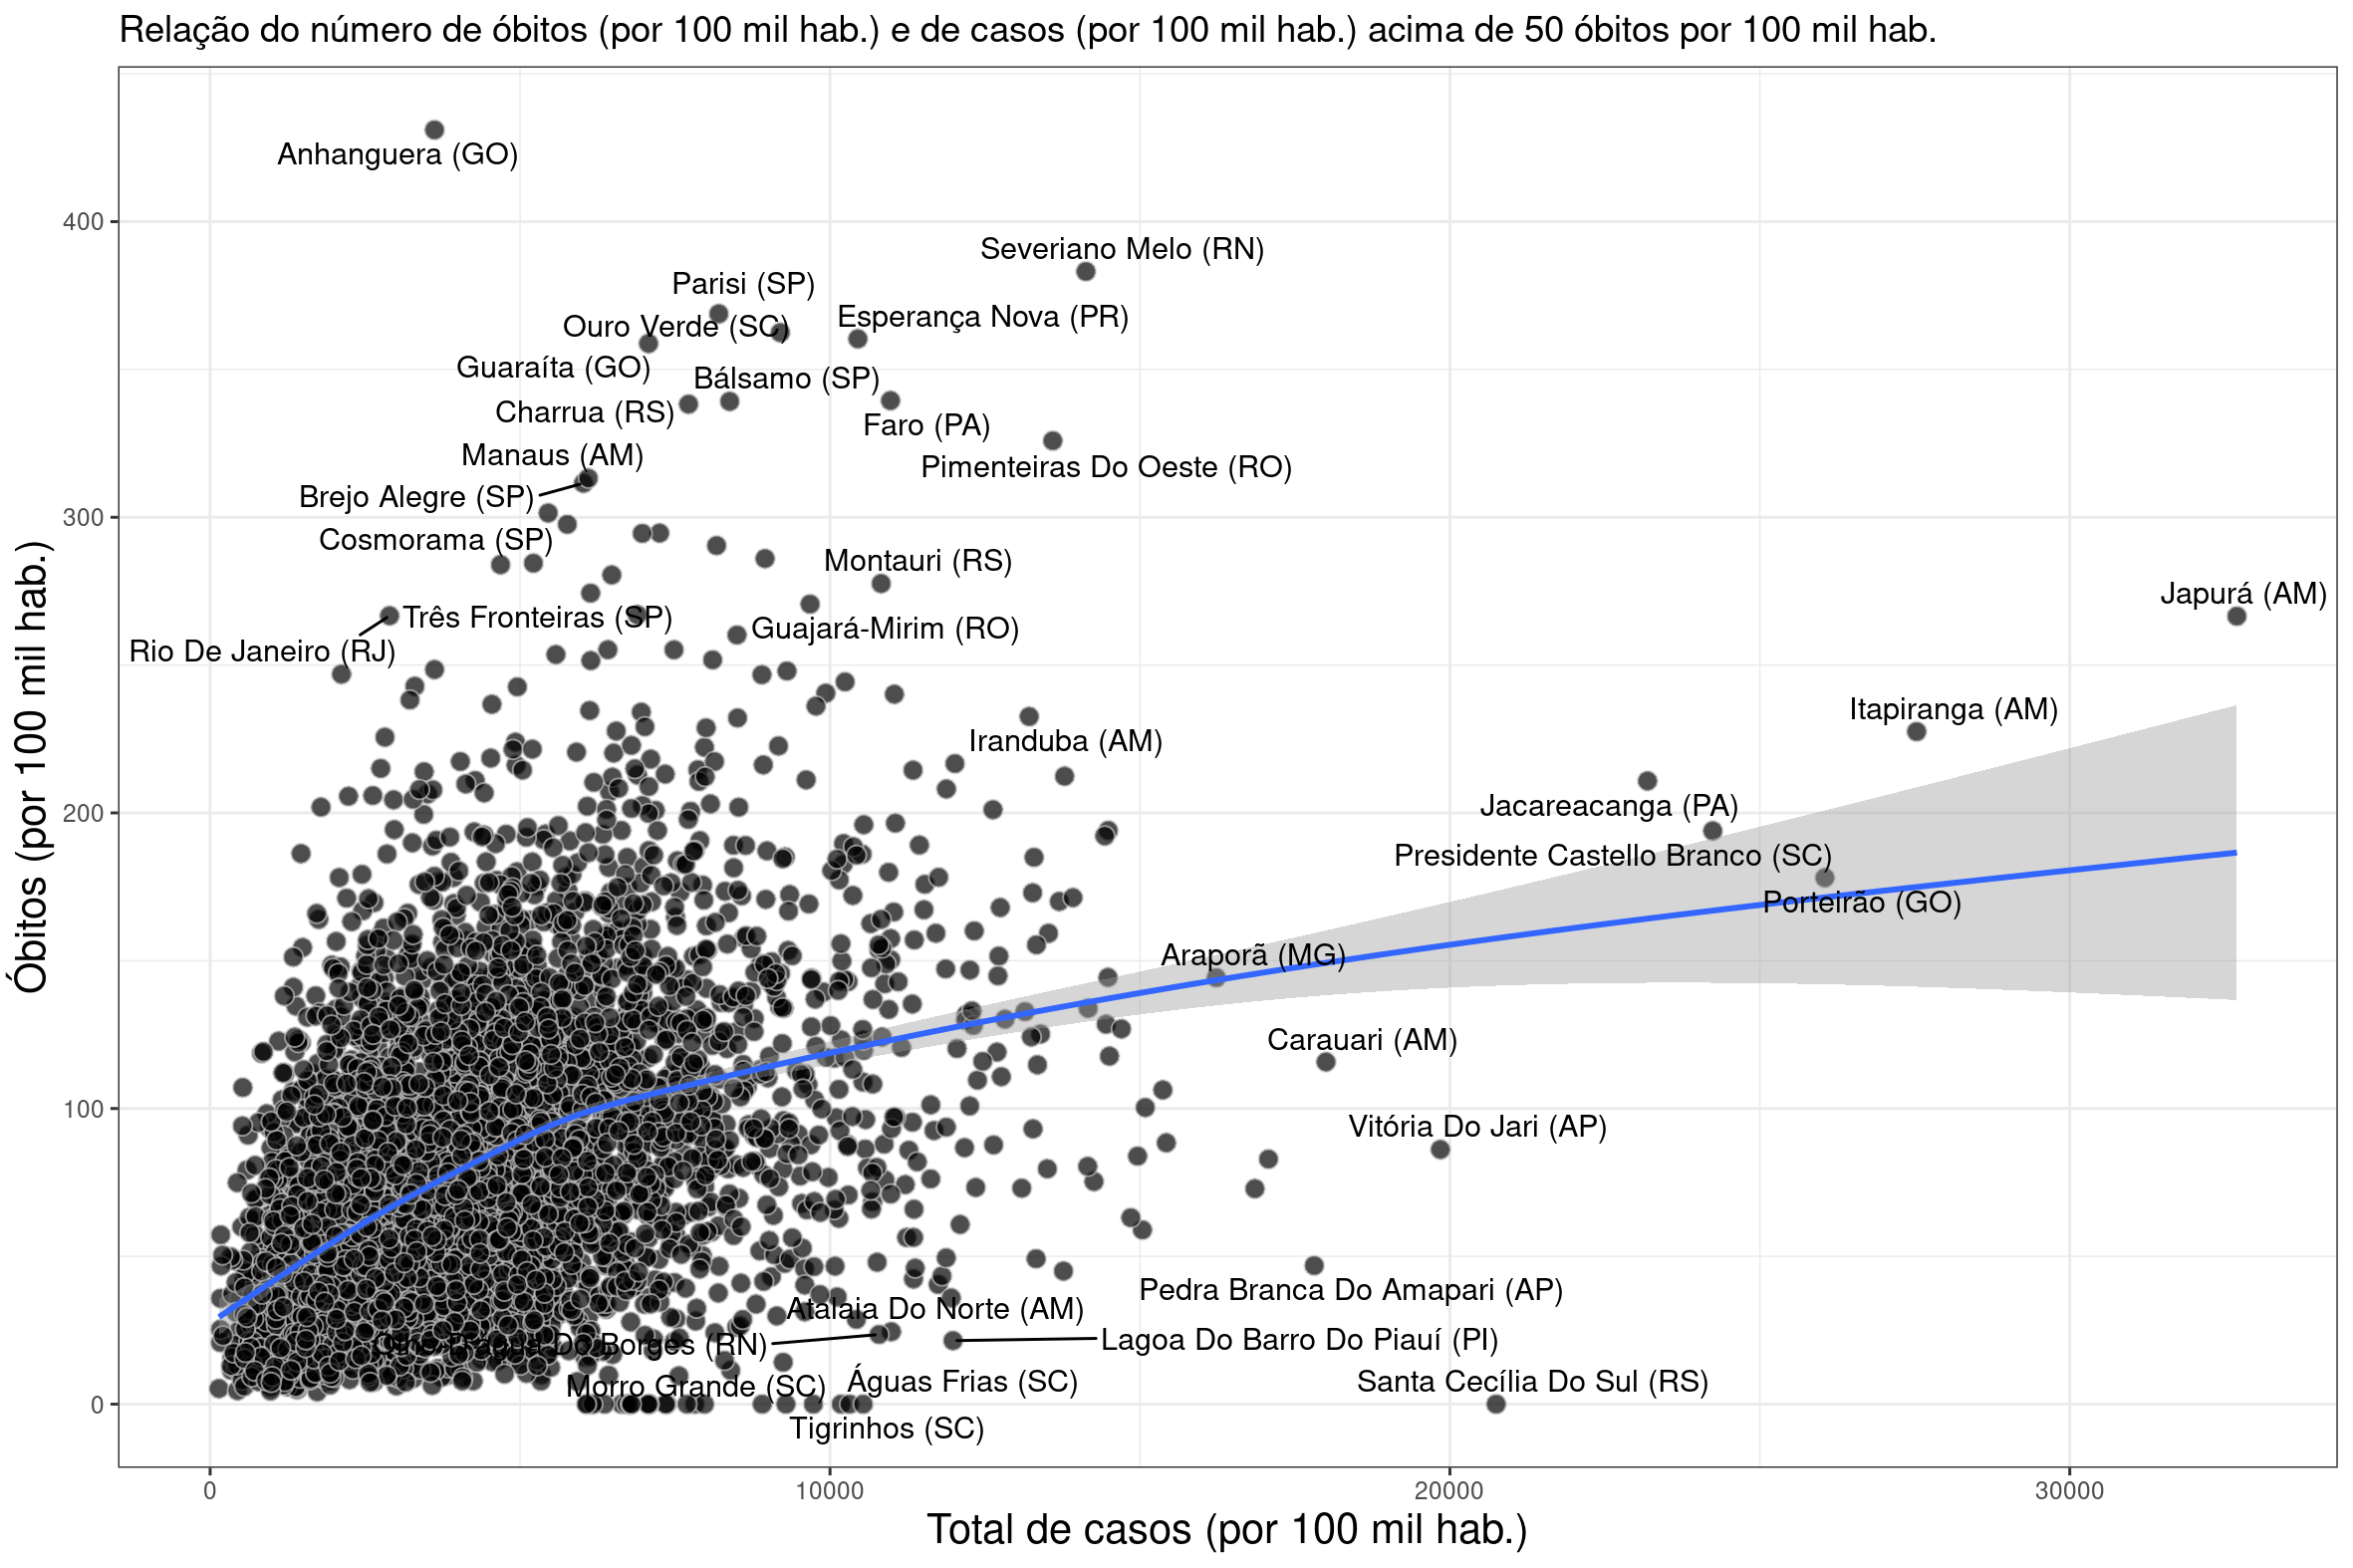 Relação do número de óbitos (por 100 mil hab.) e de casos (por 100 mil hab.) acima de 50 óbitos por 100 mil hab.
Anhanguera (GO)
400
Severiano Melo (RN)
Parisi (SP)
Esperança Nova (PR)
Ouro Verde (SC)
Guaraíta (GO)
Bálsamo (SP)
Charrua (RS)
Faro (PA)
Manaus (AM)
Pimenteiras Do Oeste (RO)
Brejo Alegre (SP)
300
Cosmorama (SP)
Montauri (RS)
Japurá (AM)
Três Fronteiras (SP)
Guajará-Mirim (RO)
Rio De Janeiro (RJ)
Itapiranga (AM)
Iranduba (AM)
200
Jacareacanga (PA)
Presidente Castello Branco (SC)
Porteirão (GO)
Araporã (MG)
Carauari (AM)
100
Vitória Do Jari (AP)
Pedra Branca Do Amapari (AP)
Atalaia Do Norte (AM)
Do Borges (RN)
Lagoa Do Barro Do Piauí (PI)
Morro Grande (SC)
Águas Frias (SC)
Santa Cecília Do Sul (RS)
0
Tigrinhos (SC)
0
10000
20000
30000
Total de casos (por 100 mil hab.)
Óbitos (por 100 mil hab.)